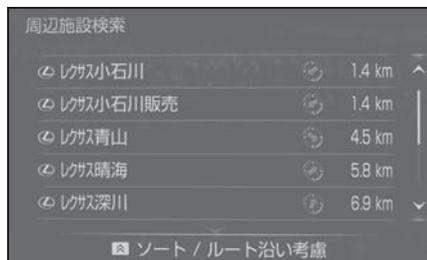 周辺施設検索
レクサス小石川 1.4 km
レクサス小石川販売 1.4 km
レクサス青山 4.5 km
レクサス晴海 5.8 km
レクサス深川 6.9 km
ソート / ルート沿い考慮